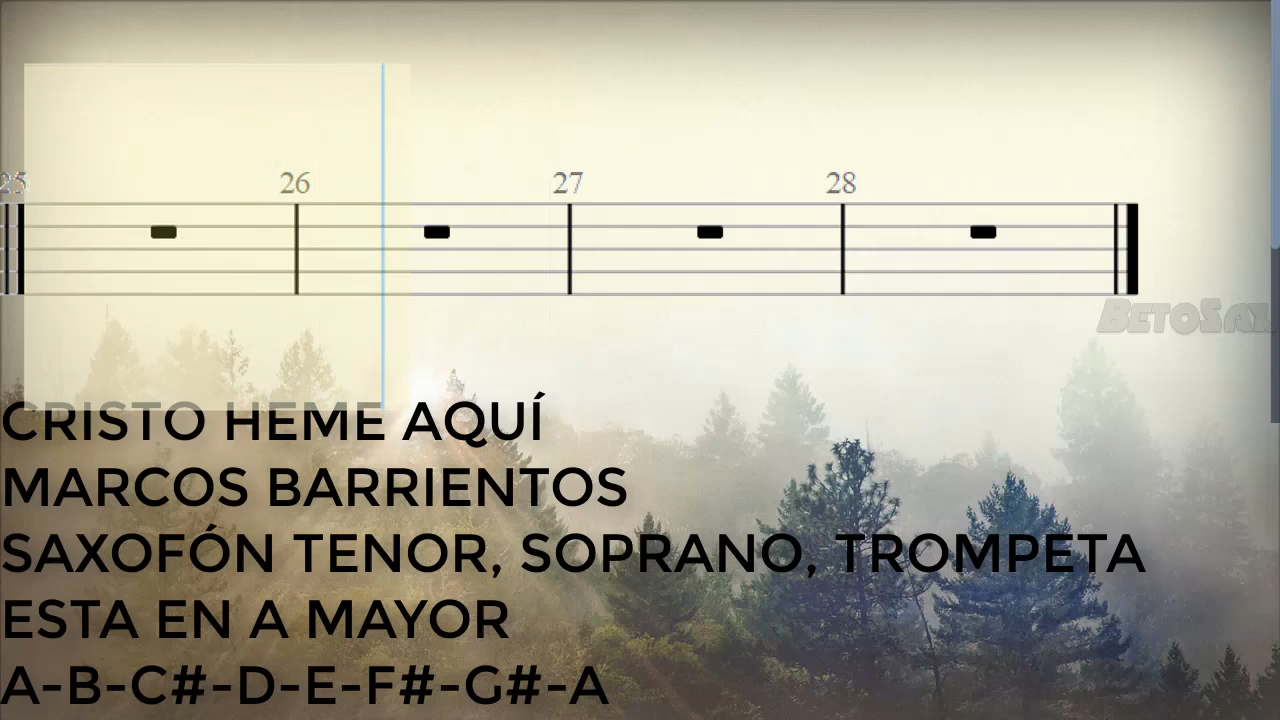 25 26 27 28
BETOSAX
CRISTO HEME AQUÍ
MARCOS BARRIENTOS
SAXOFÓN TENOR, SOPRANO, TROMPETA
ESTA EN A MAYOR
A-B-C#-D-E-F#-G#-A